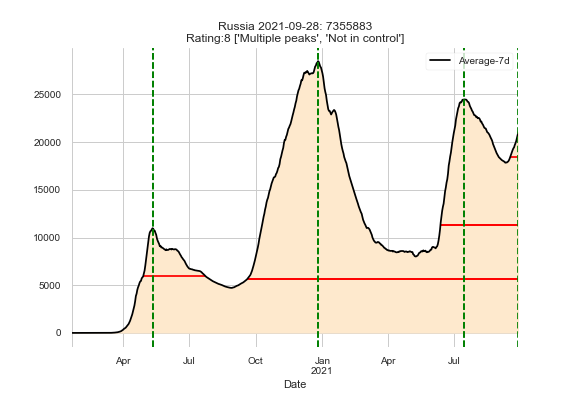 Russia 2021-09-28: 7355883
Rating:8 ['Multiple peaks', 'Not in control']
Average-7d
25000
20000
15000
10000
5000
0
Apr Jul Oct Jan Apr Jul
2021
Date